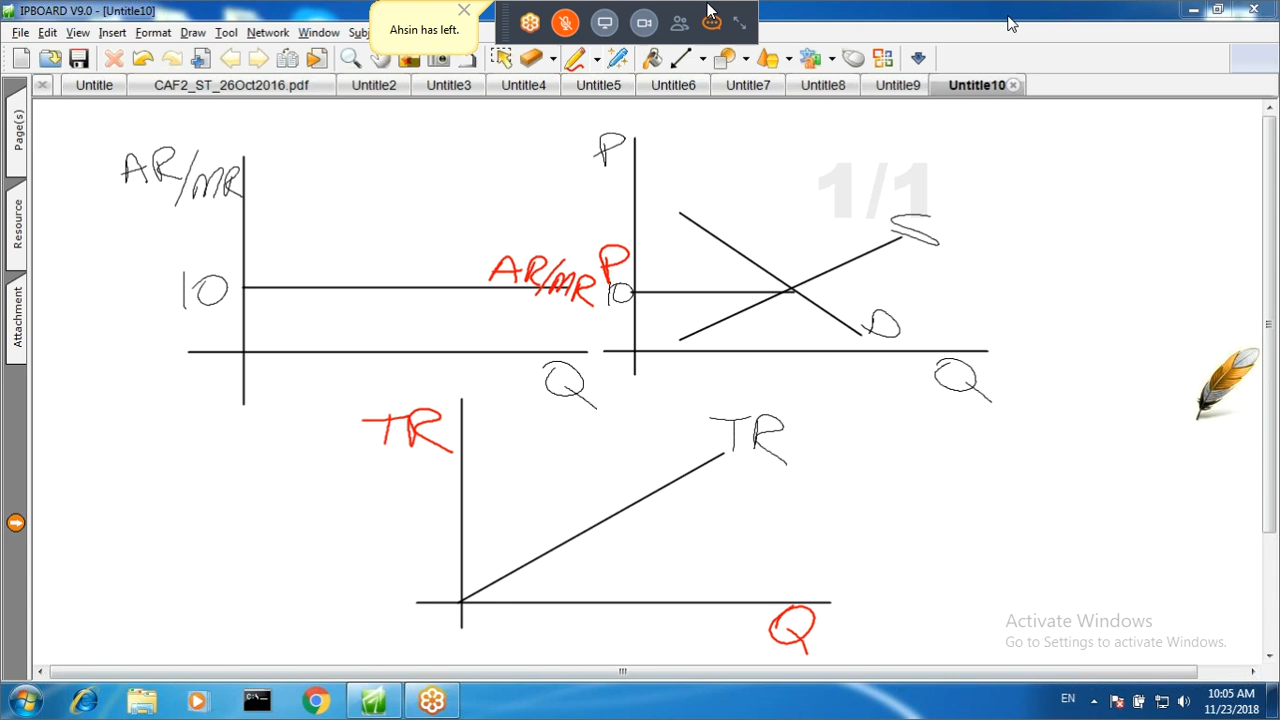 IPBOARD V9.0 - [Untitle10]
Ahsin has left.
File Edit View Insert Format Draw Tool Network Window
Untitle CAF2_ST_26Oct2016.pdf Untitle2 Untitle3 Untitle4 Untitle5 Untitle6 Untitle7 Untitle8 Untitle9 Untitle10
Page(s)
Resource
Attachment
1/1
AR/MR
10
AR/MR
Q
P
P
10
S
D
Q
TR
TR
Q
Activate Windows
Go to Settings to activate Windows.
EN
10:05 AM
11/23/2018